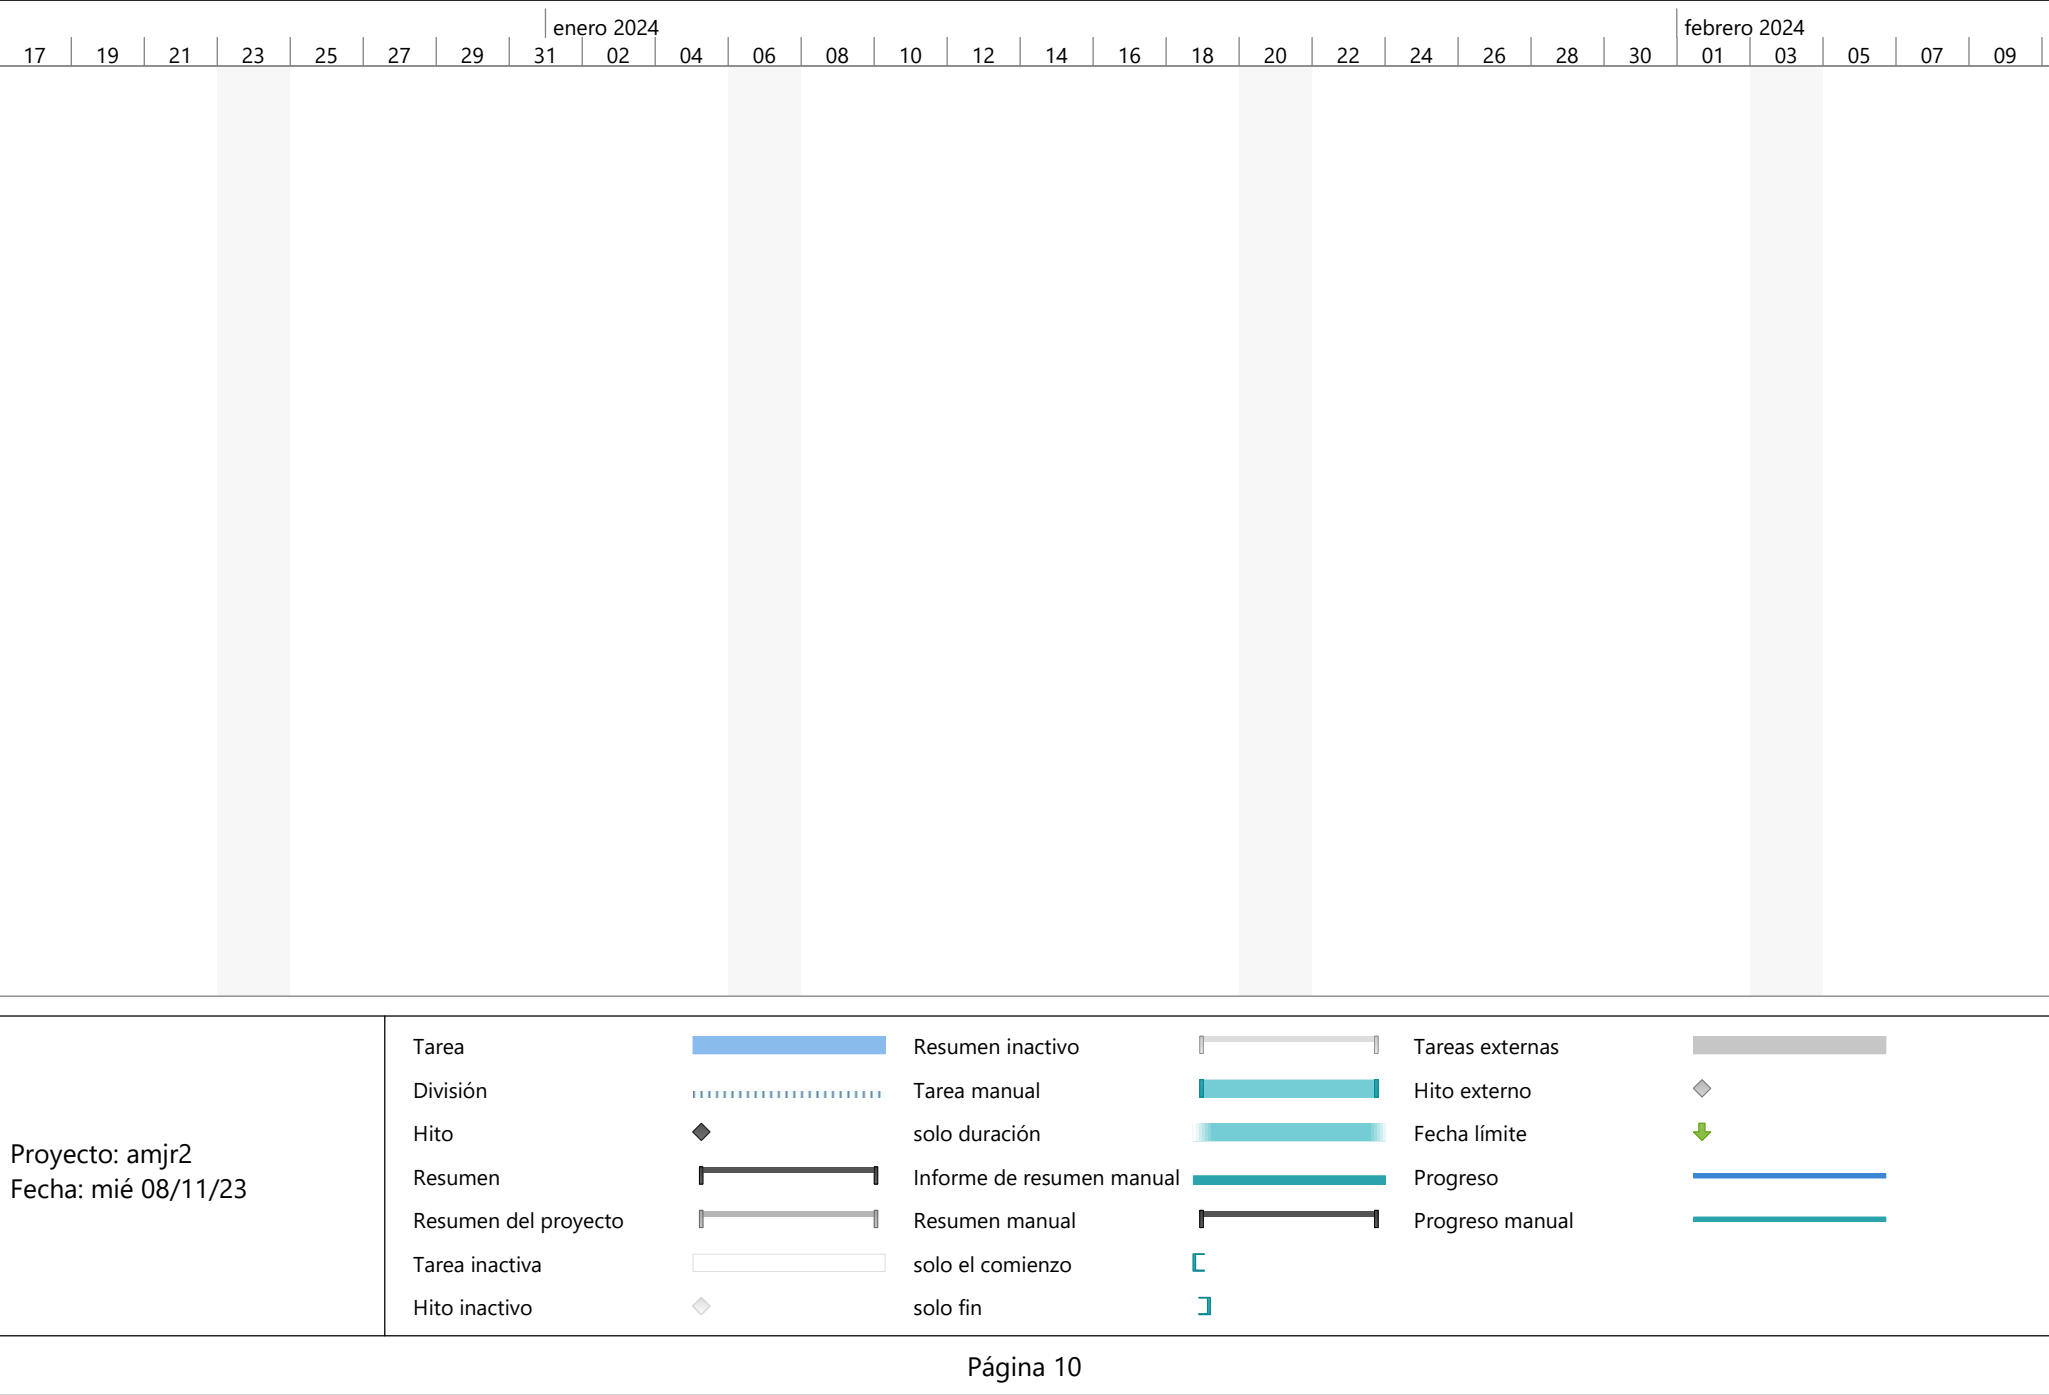 enero 2024
febrero 2024
17 19 21 23 25 27 29 31 02 04 06 08 10 12 14 16 18 20 22 24 26 28 30 01 03 05 07 09
Proyecto: amjr2
Fecha: mié 08/11/23
Tarea
División
Hito
Resumen
Resumen del proyecto
Tarea inactiva
Hito inactivo
Resumen inactivo
Tarea manual
solo duración
Informe de resumen manual
Resumen manual
solo el comienzo
solo fin
Tareas externas
Hito externo
Fecha límite
Progreso
Progreso manual
Página 10